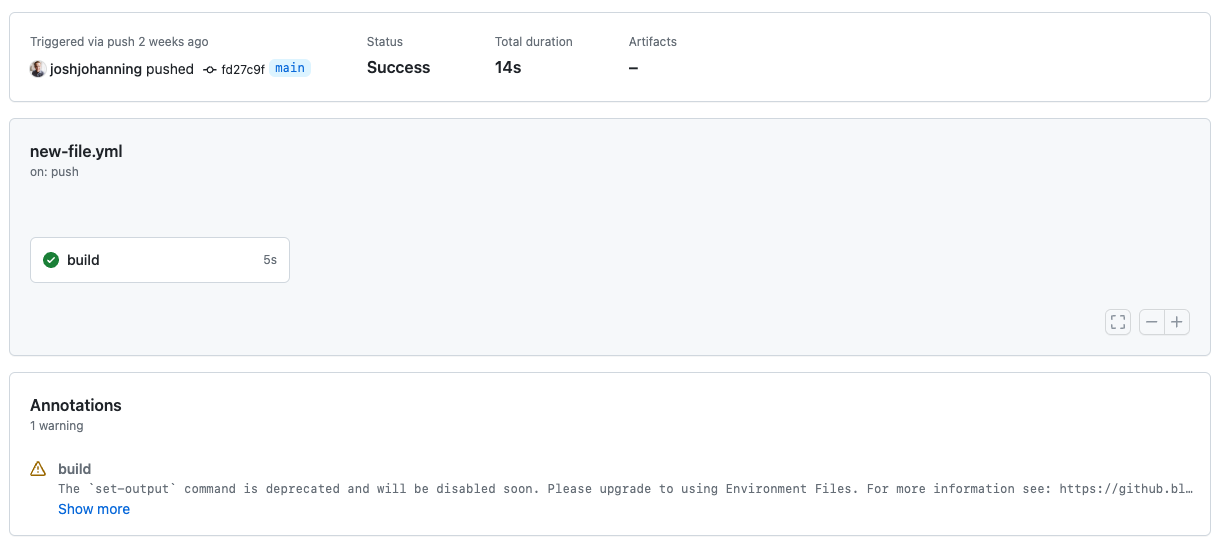 Triggered via push 2 weeks ago
Status
Total duration
Artifacts
joshjohanning pushed fd27c9f main
Success
14s
–
new-file.yml
on: push
build
5s
Annotations
1 warning
build
The `set-output` command is deprecated and will be disabled soon. Please upgrade to using Environment Files. For more information see: https://github.bl…
Show more